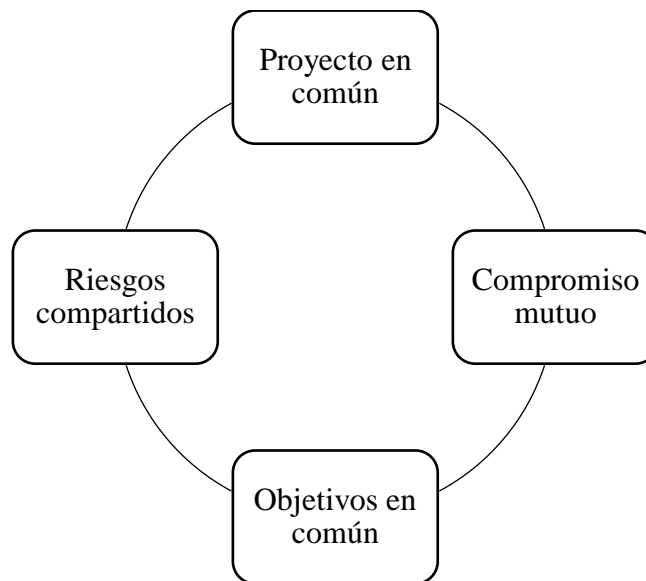 Proyecto en
común
Riesgos
compartidos
Compromiso
mutuo
Objetivos en
común